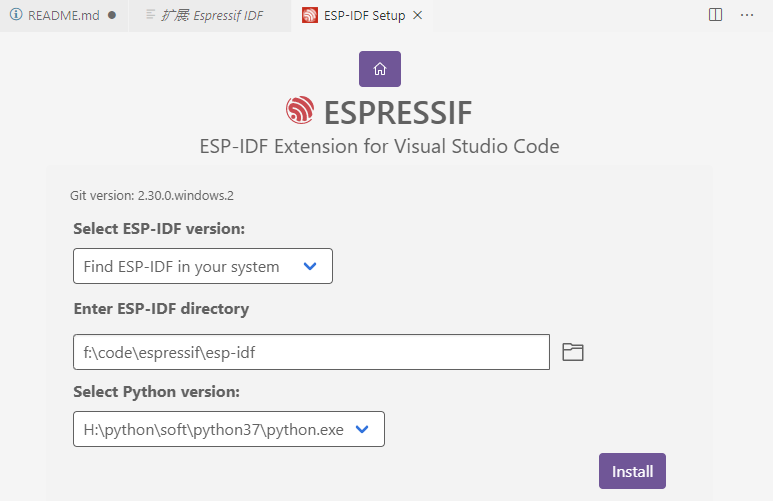 README.md 扩展: Espressif IDF ESP-IDF Setup
ESPRESSIF
ESP-IDF Extension for Visual Studio Code
Git version: 2.30.0.windows.2
Select ESP-IDF version:
Find ESP-IDF in your system
Enter ESP-IDF directory
f:\code\espressif\esp-idf
Select Python version:
H:\python\soft\python37\python.exe
Install